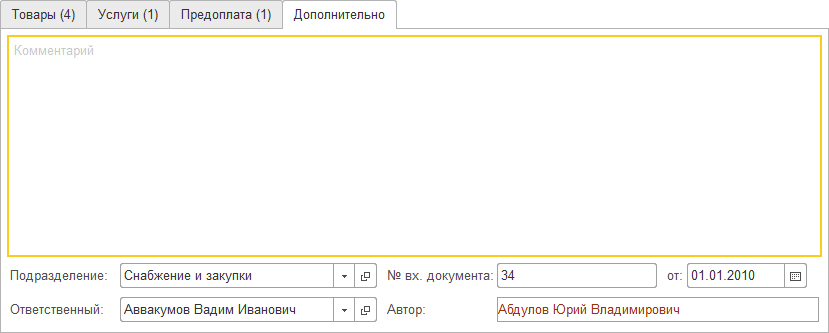 Товары (4) Услуги (1) Предоплата (1) Дополнительно
Комментарий
Подразделение: Снабжение и закупки № вх. документа: 34 от: 01.01.2010
Ответственный: Аввакумов Вадим Иванович Автор: Абдулов Юрий Владимирович